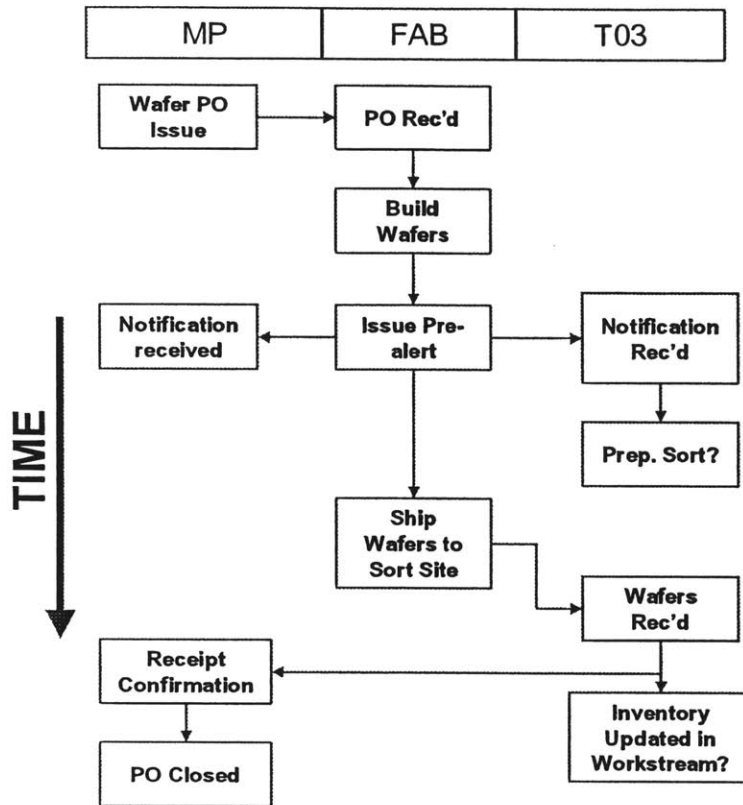 MP
FAB
T03
Wafer PO
Issue
PO Rec'd
Build
Wafers
Notification
received
Issue Pre-
alert
Notification
Rec'd
TIME
Prep. Sort?
Ship
Wafers to
Sort Site
Wafers
Rec'd
Receipt
Confirmation
Inventory
Updated in
Workstream?
PO Closed